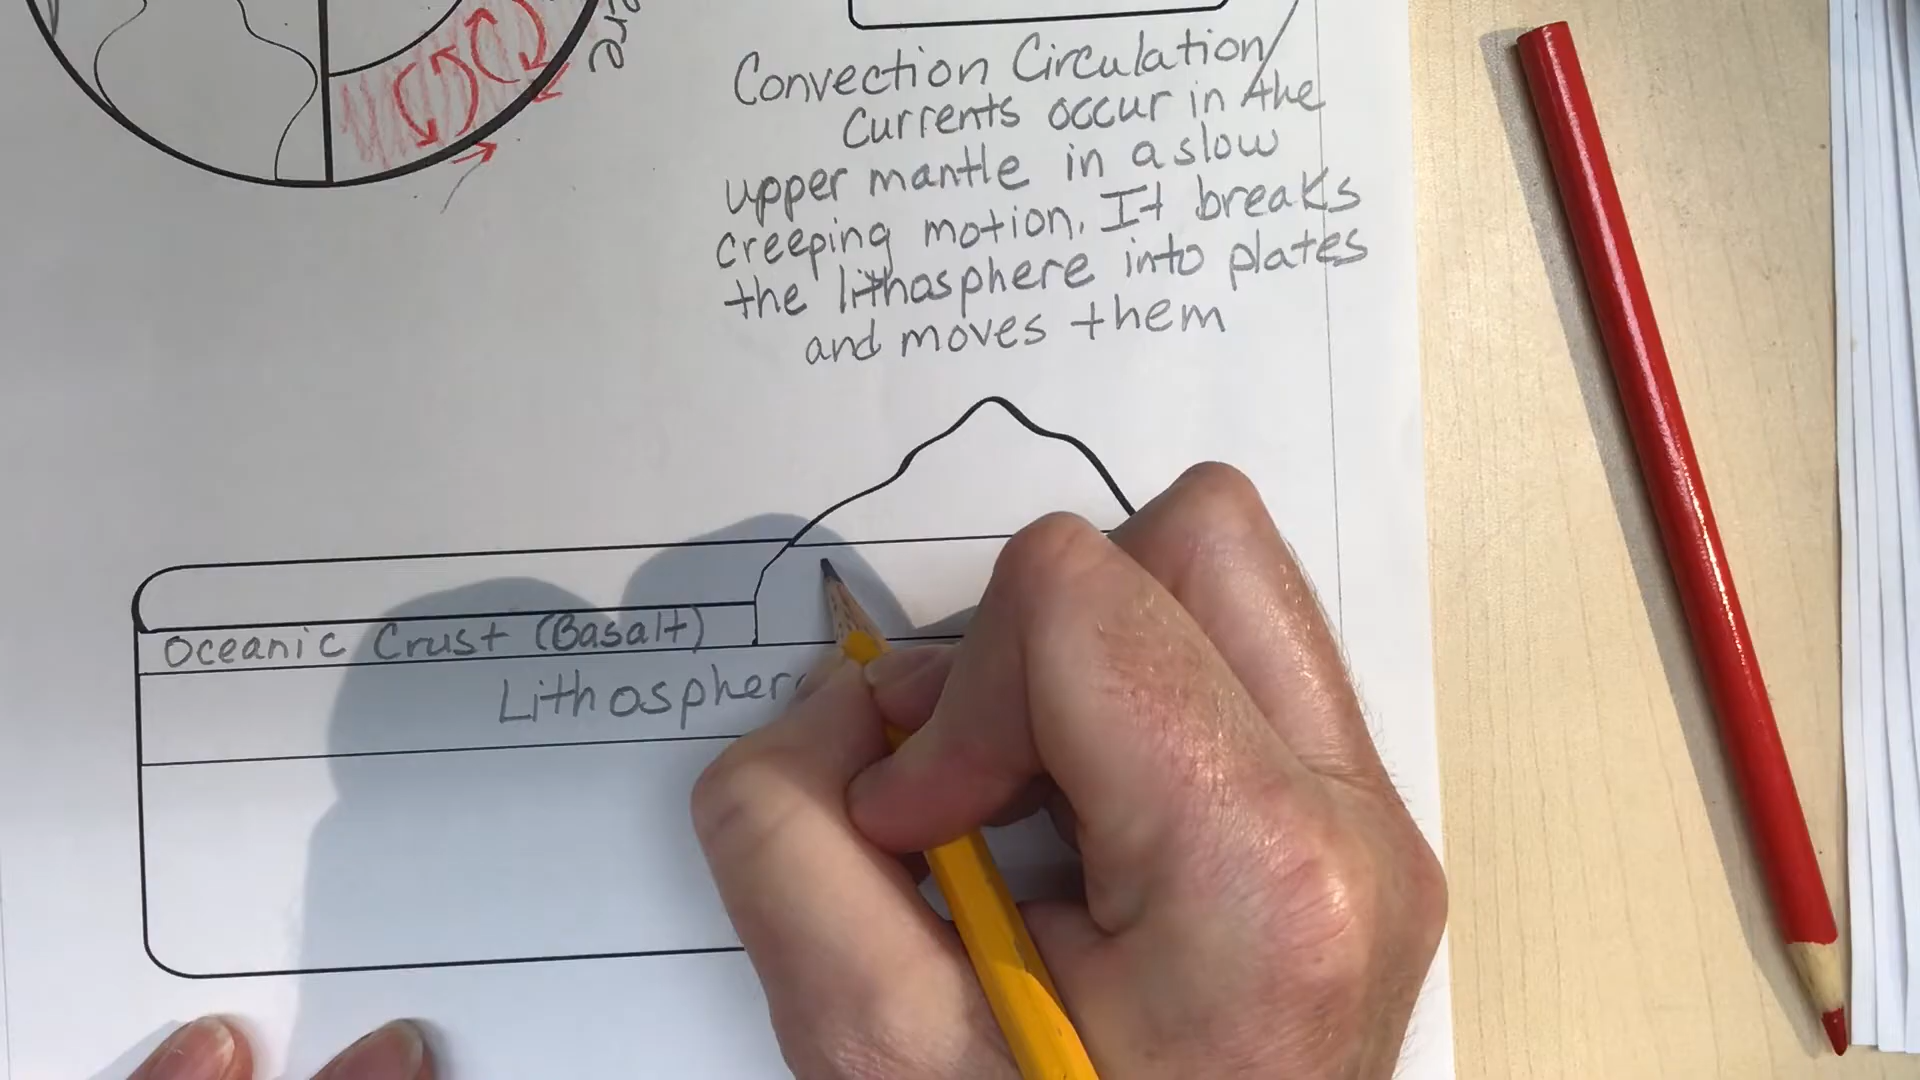 Convection Circulation
Currents occur in the
upper mantle in a slow
creeping motion. It breaks
the lithosphere into plates
and moves them
Oceanic Crust (Basalt)
Lithospher